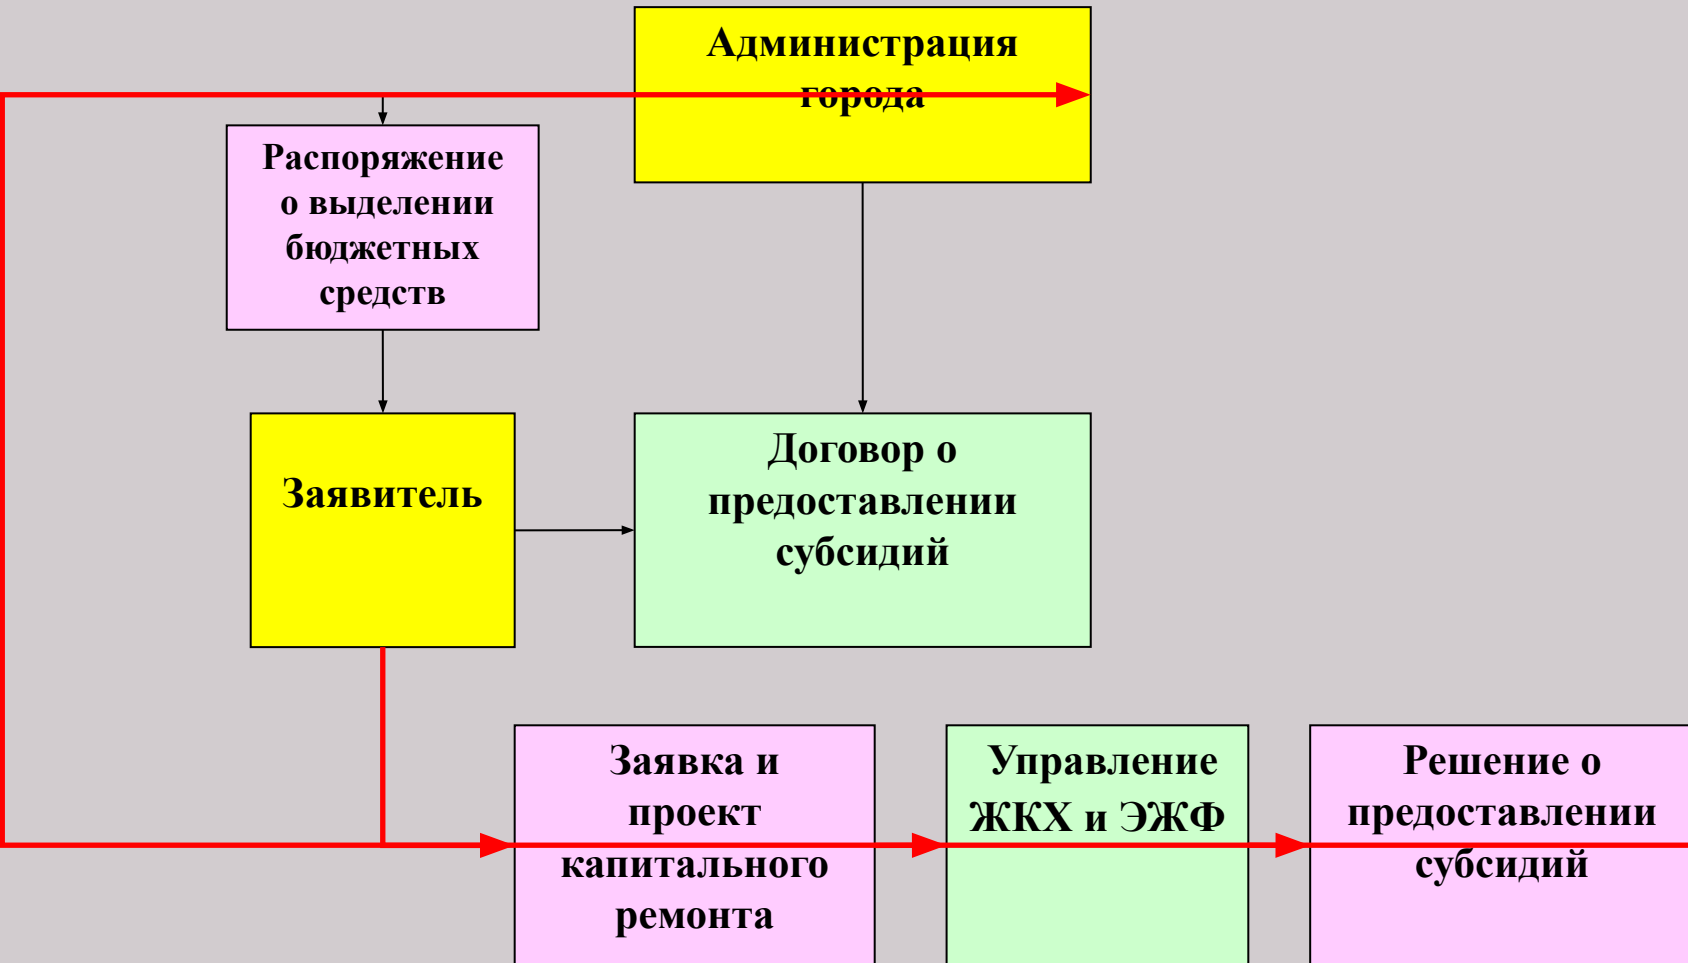 Администрация
города
Распоряжение
о выделении
бюджетных
средств
Заявитель
Договор о
предоставлении
субсидий
Заявка и
проект
капитального
ремонта
Управление
ЖКХ и ЭЖФ
Решение о
предоставлении
субсидий